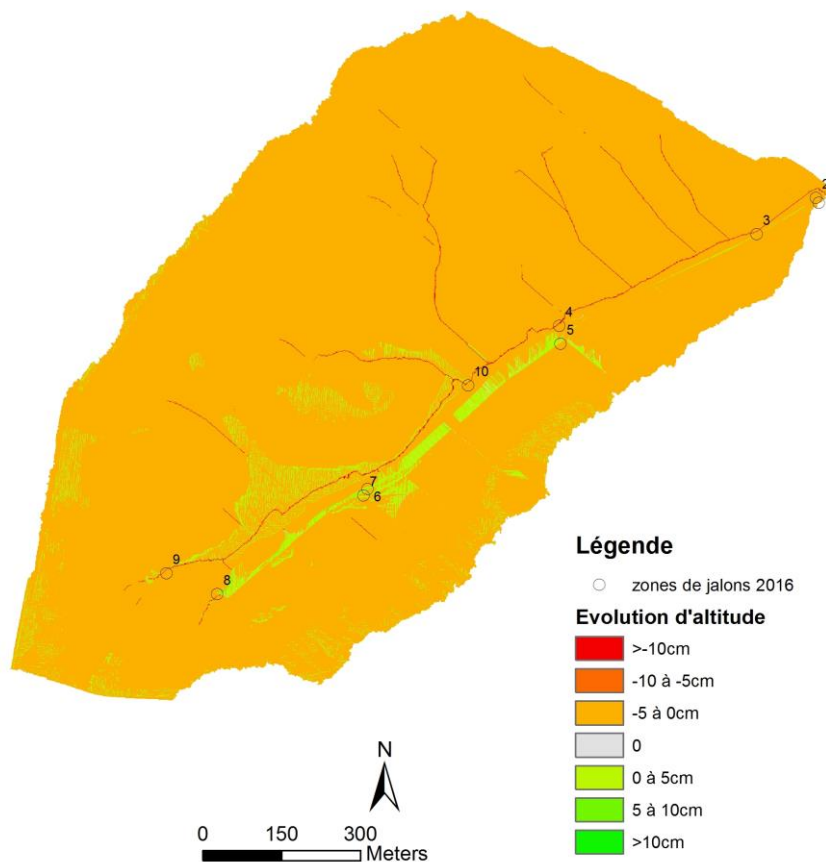 2
3
4
5
10
7
6
9
8
Légende
zones de jalons 2016
Evolution d'altitude
>-10cm
-10 à -5cm
-5 à 0cm
0
0 à 5cm
5 à 10cm
>10cm
N
0 150 300
Meters